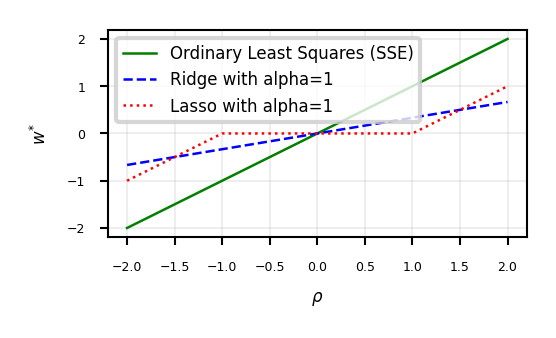 Ordinary Least Squares (SSE)
Ridge with alpha=1
Lasso with alpha=1
2
1
0
−1
−2
w*
−2.0 −1.5 −1.0 −0.5 0.0 0.5 1.0 1.5 2.0
ρ